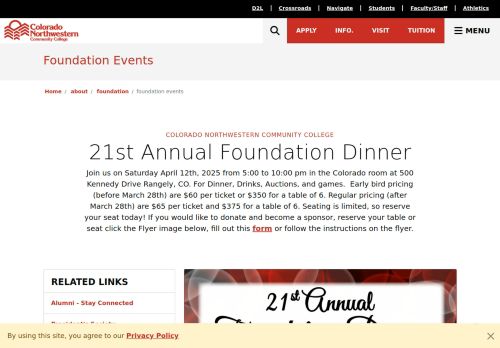 D2L | Crossroads | Navigate | Students | Faculty/Staff | Athletics
Colorado
Northwestern
Community College
APPLY INFO. VISIT TUITION MENU
Foundation Events
Home / about / foundation / foundation events
COLORADO NORTHWESTERN COMMUNITY COLLEGE
21st Annual Foundation Dinner
Join us on Saturday April 12th, 2025 from 5:00 to 10:00 pm in the Colorado room at 500
Kennedy Drive Rangely, CO. For Dinner, Drinks, Auctions, and games. Early bird pricing
(before March 28th) are $60 per ticket or $350 for a table of 6. Regular pricing (after
March 28th) are $65 per ticket and $375 for a table of 6. Seating is limited, so reserve
your seat today! If you would like to donate and become a sponsor, reserve your table or
seat click the Flyer image below, fill out this form or follow the instructions on the flyer.
RELATED LINKS
Alumni - Stay Connected
21st Annual
By using this site, you agree to our Privacy Policy